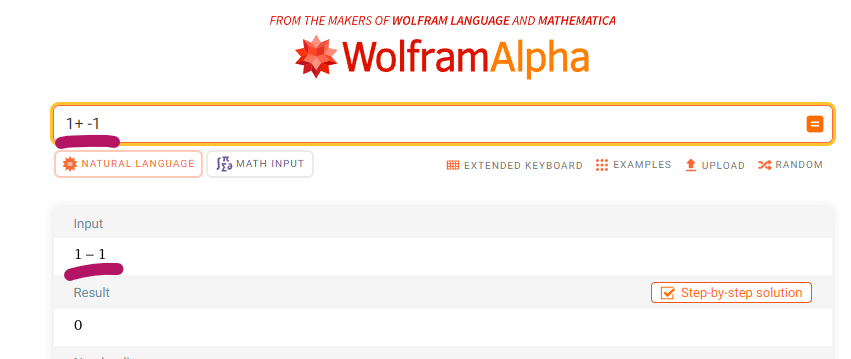 FROM THE MAKERS OF WOLFRAM LANGUAGE AND MATHEMATICA
WolframAlpha
1+ -1
NATURAL LANGUAGE MATH INPUT EXTENDED KEYBOARD EXAMPLES UPLOAD RANDOM
Input
1 – 1
Result Step-by-step solution
0